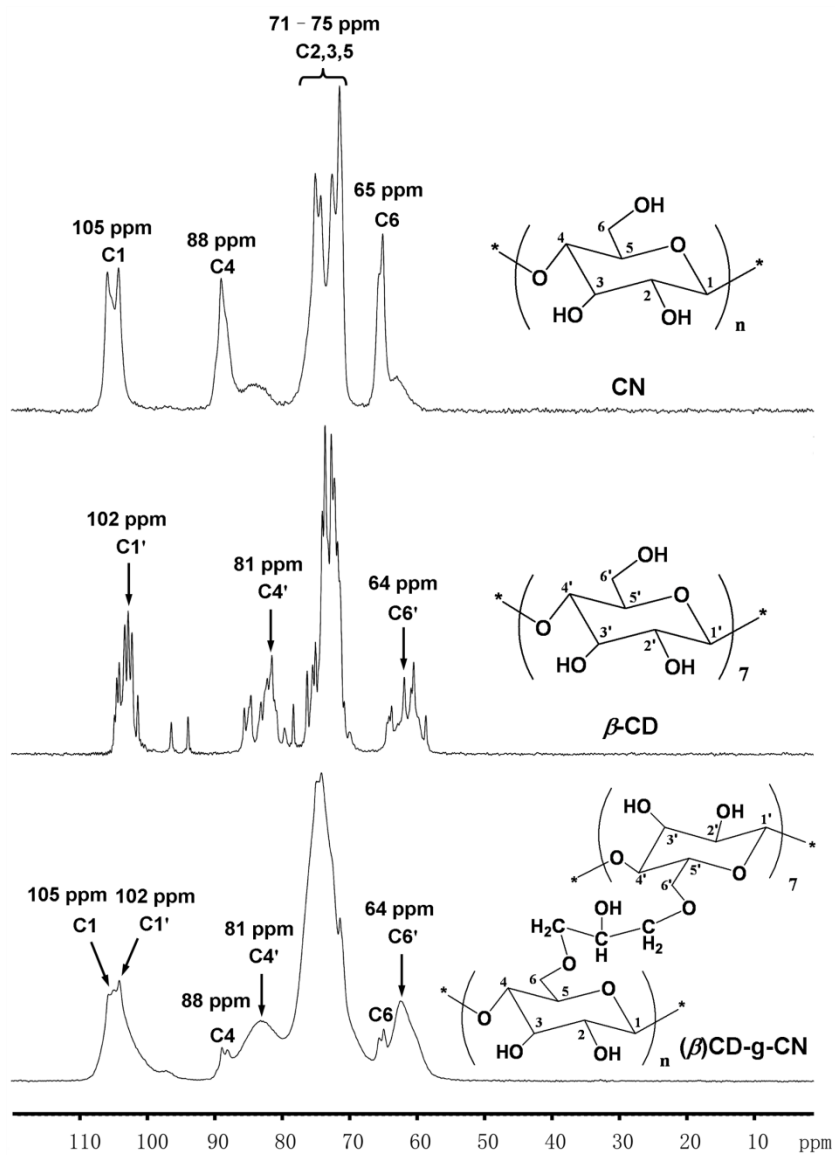 71 – 75 ppm
C2,3,5
105 ppm
C1
88 ppm
C4
65 ppm
C6
6
OH
4
5
O
*
O
3
2
1
*
HO
OH
n
CN
102 ppm
C1'
81 ppm
C4'
64 ppm
C6'
6'
OH
4'
5'
O
*
O
3'
2'
1'
*
HO
OH
7
β-CD
HO
OH
3'
2'
1'
*
*
O
4'
5'
O
7
6'
O
OH
H₂C
C
H
C
H₂
O
6
4
5
O
*
O
3
2
1
*
HO
OH
n
(β)CD-g-CN
105 ppm
C1
102 ppm
C1'
88 ppm
C4
81 ppm
C4'
C6
64 ppm
C6'
110 100 90 80 70 60 50 40 30 20 10 ppm